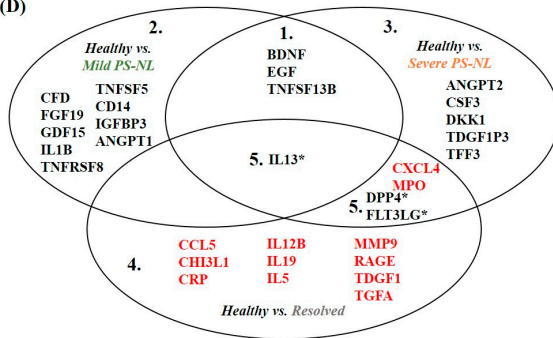 (D)
2.
Healthy vs.
Mild PS-NL
CFD
FGF19
GDF15
IL1B
TNFRSF8
TNFSF5
CD14
IGFBP3
ANGPT1
1.
BDNF
EGF
TNFSF13B
3.
Healthy vs.
Severe PS-NL
ANGPT2
CSF3
DKK1
TDGF1P3
TFF3
5. IL13*
CXCL4
MPO
5. DPP4*
FLT3LG*
4.
CCL5
CHI3L1
CRP
IL12B
IL19
IL5
MMP9
RAGE
TDGF1
TGFA
Healthy vs. Resolved